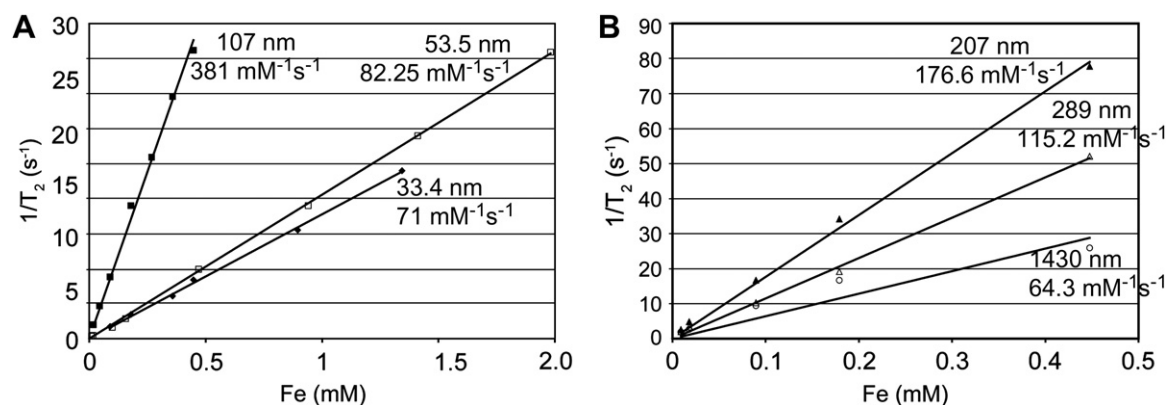 A
B
1/T2 (s⁻¹)
30
25
20
15
10
5
0
107 nm
381 mM⁻¹s⁻¹
53.5 nm
82.25 mM⁻¹s⁻¹
33.4 nm
71 mM⁻¹s⁻¹
0 0.5 1 1.5 2.0
Fe (mM)
1/T2 (s⁻¹)
90
80
70
60
50
40
30
20
10
0
207 nm
176.6 mM⁻¹s⁻¹
289 nm
115.2 mM⁻¹s⁻¹
1430 nm
64.3 mM⁻¹s⁻¹
0 0.1 0.2 0.3 0.4 0.5
Fe (mM)